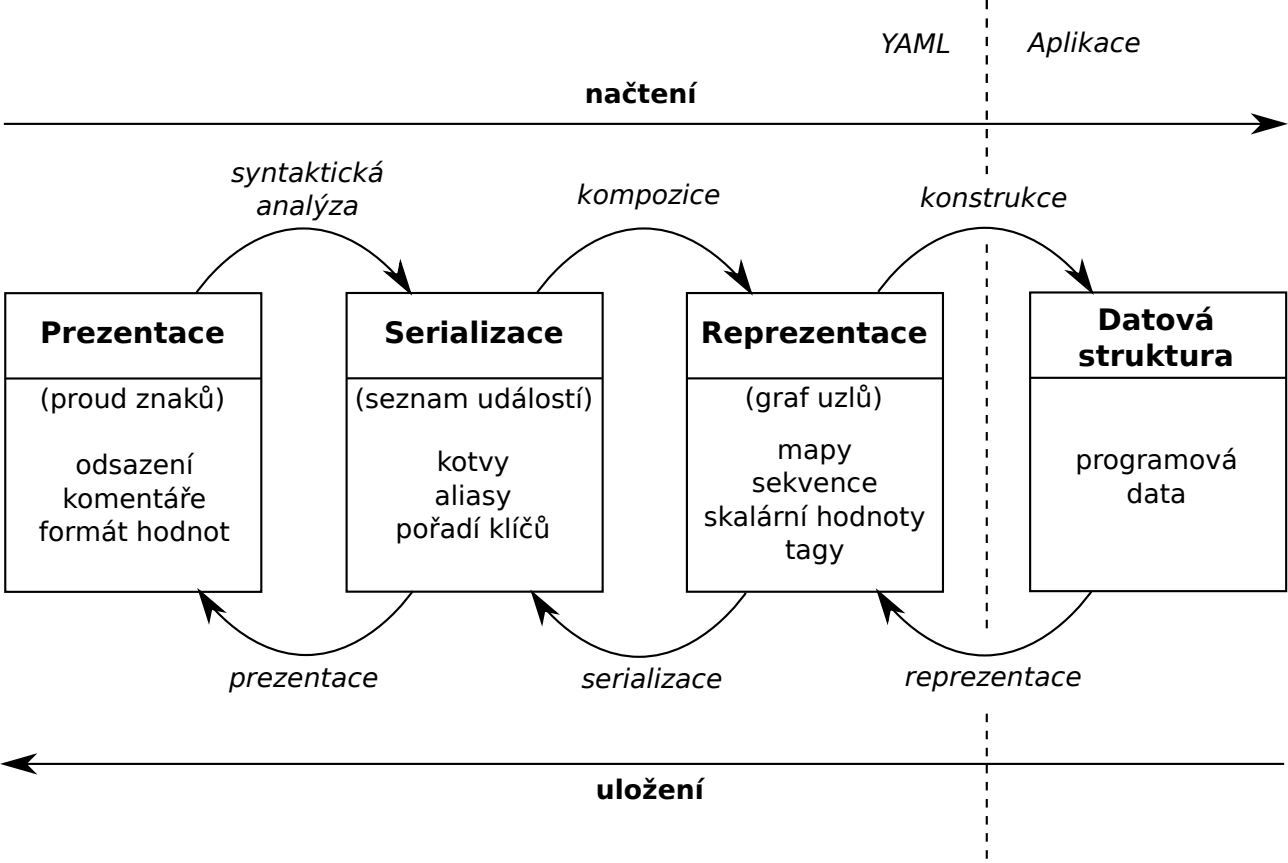 YAML
Aplikace
načtení
syntaktická
analýza
kompozice
konstrukce
Prezentace
(proud znaků)
odsazení
komentáře
formát hodnot
Serializace
(seznam událostí)
kotvy
aliasy
pořadí klíčů
Reprezentace
(graf uzlů)
mapy
sekvence
skalární hodnoty
tagy
Datová
struktura
programová
data
prezentace
serializace
reprezentace
uložení